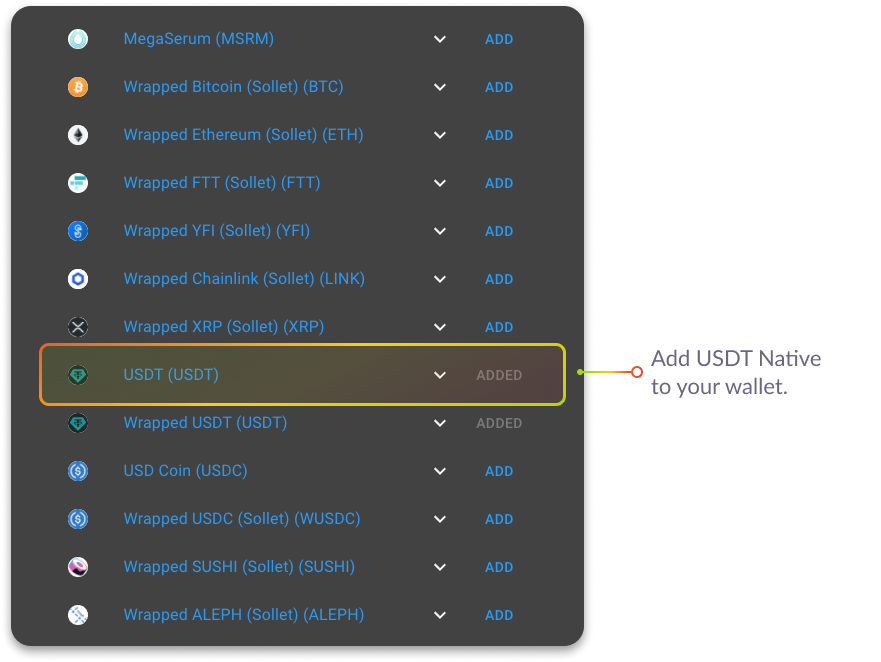 MegaSerum (MSRM) ADD
Wrapped Bitcoin (Sollet) (BTC) ADD
Wrapped Ethereum (Sollet) (ETH) ADD
Wrapped FTT (Sollet) (FTT) ADD
Wrapped YFI (Sollet) (YFI) ADD
Wrapped Chainlink (Sollet) (LINK) ADD
Wrapped XRP (Sollet) (XRP) ADD
USDT (USDT) ADDED
Wrapped USDT (USDT) ADDED
USD Coin (USDC) ADD
Wrapped USDC (Sollet) (WUSDC) ADD
Wrapped SUSHI (Sollet) (SUSHI) ADD
Wrapped ALEPH (Sollet) (ALEPH) ADD
Add USDT Native
to your wallet.